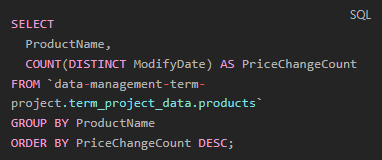 SQL
SELECT
ProductName,
COUNT(DISTINCT ModifyDate) AS PriceChangeCount
FROM `data-management-term-
project.term_project_data.products`
GROUP BY ProductName
ORDER BY PriceChangeCount DESC;